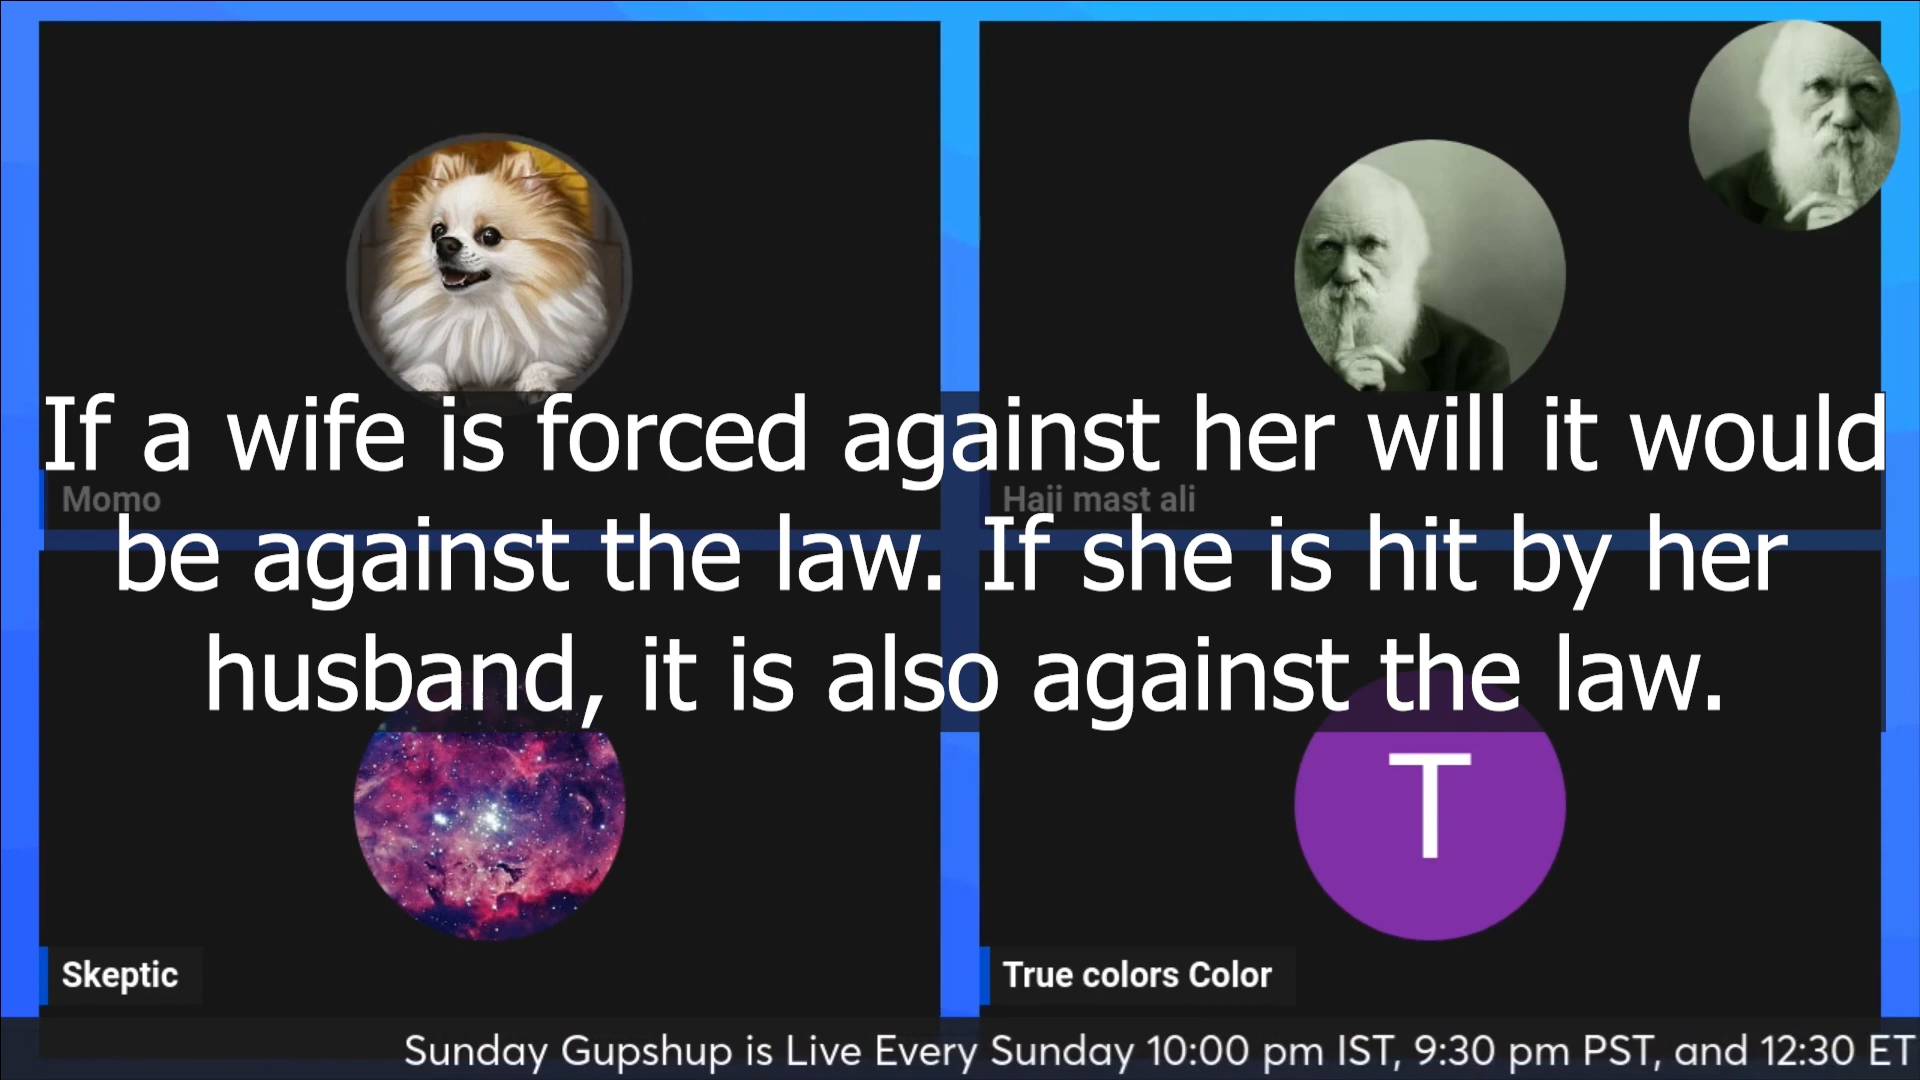 If a wife is forced against her will it would
be against the law. If she is hit by her
husband, it is also against the law.
Momo
Haji mast ali
T
Skeptic
True colors Color
Sunday Gupshup is Live Every Sunday 10:00 pm IST, 9:30 pm PST, and 12:30 ET